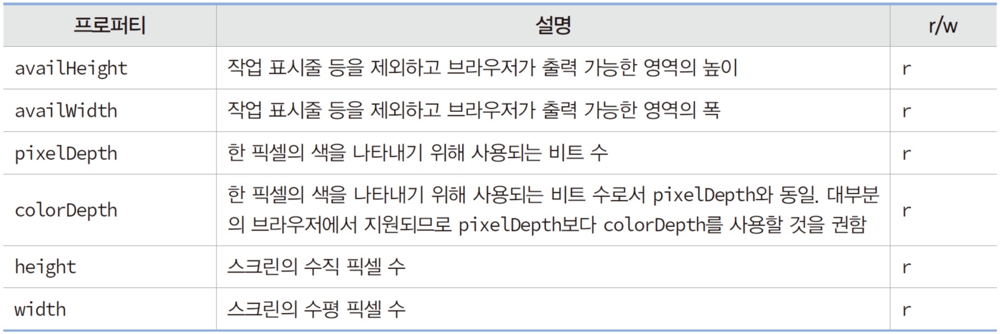 프로퍼티 설명 r/w
availHeight 작업 표시줄 등을 제외하고 브라우저가 출력 가능한 영역의 높이 r
availWidth 작업 표시줄 등을 제외하고 브라우저가 출력 가능한 영역의 폭 r
pixelDepth 한 픽셀의 색을 나타내기 위해 사용되는 비트 수 r
colorDepth 한 픽셀의 색을 나타내기 위해 사용되는 비트 수로서 pixelDepth와 동일. 대부분
의 브라우저에서 지원되므로 pixelDepth보다 colorDepth를 사용할 것을 권함 r
height 스크린의 수직 픽셀 수 r
width 스크린의 수평 픽셀 수 r